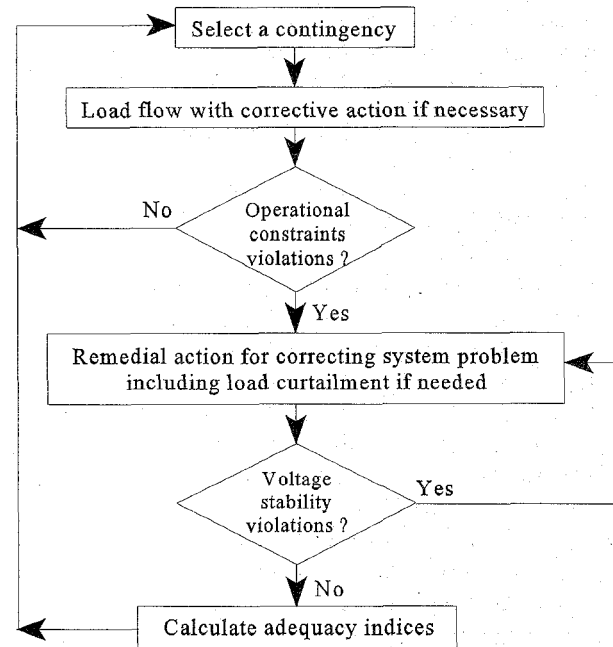 Select a contingency
Load flow with corrective action if necessary
No
Operational
constraints
violations ?
Yes
Remedial action for correcting system problem
including load curtailment if needed
Voltage
stability
violations ?
Yes
No
Calculate adequacy indices